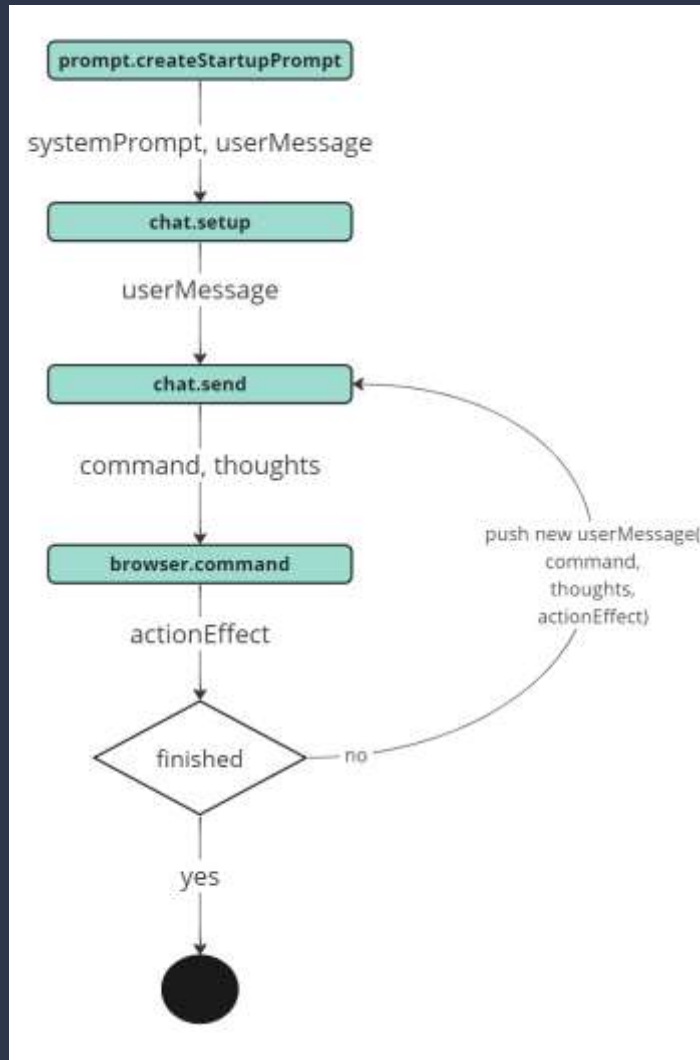 prompt.createStartupPrompt
systemPrompt, userMessage
chat.setup
userMessage
chat.send
command, thoughts
browser.command
actionEffect
finished
no
push new userMessage(
command,
thoughts,
actionEffect)
yes